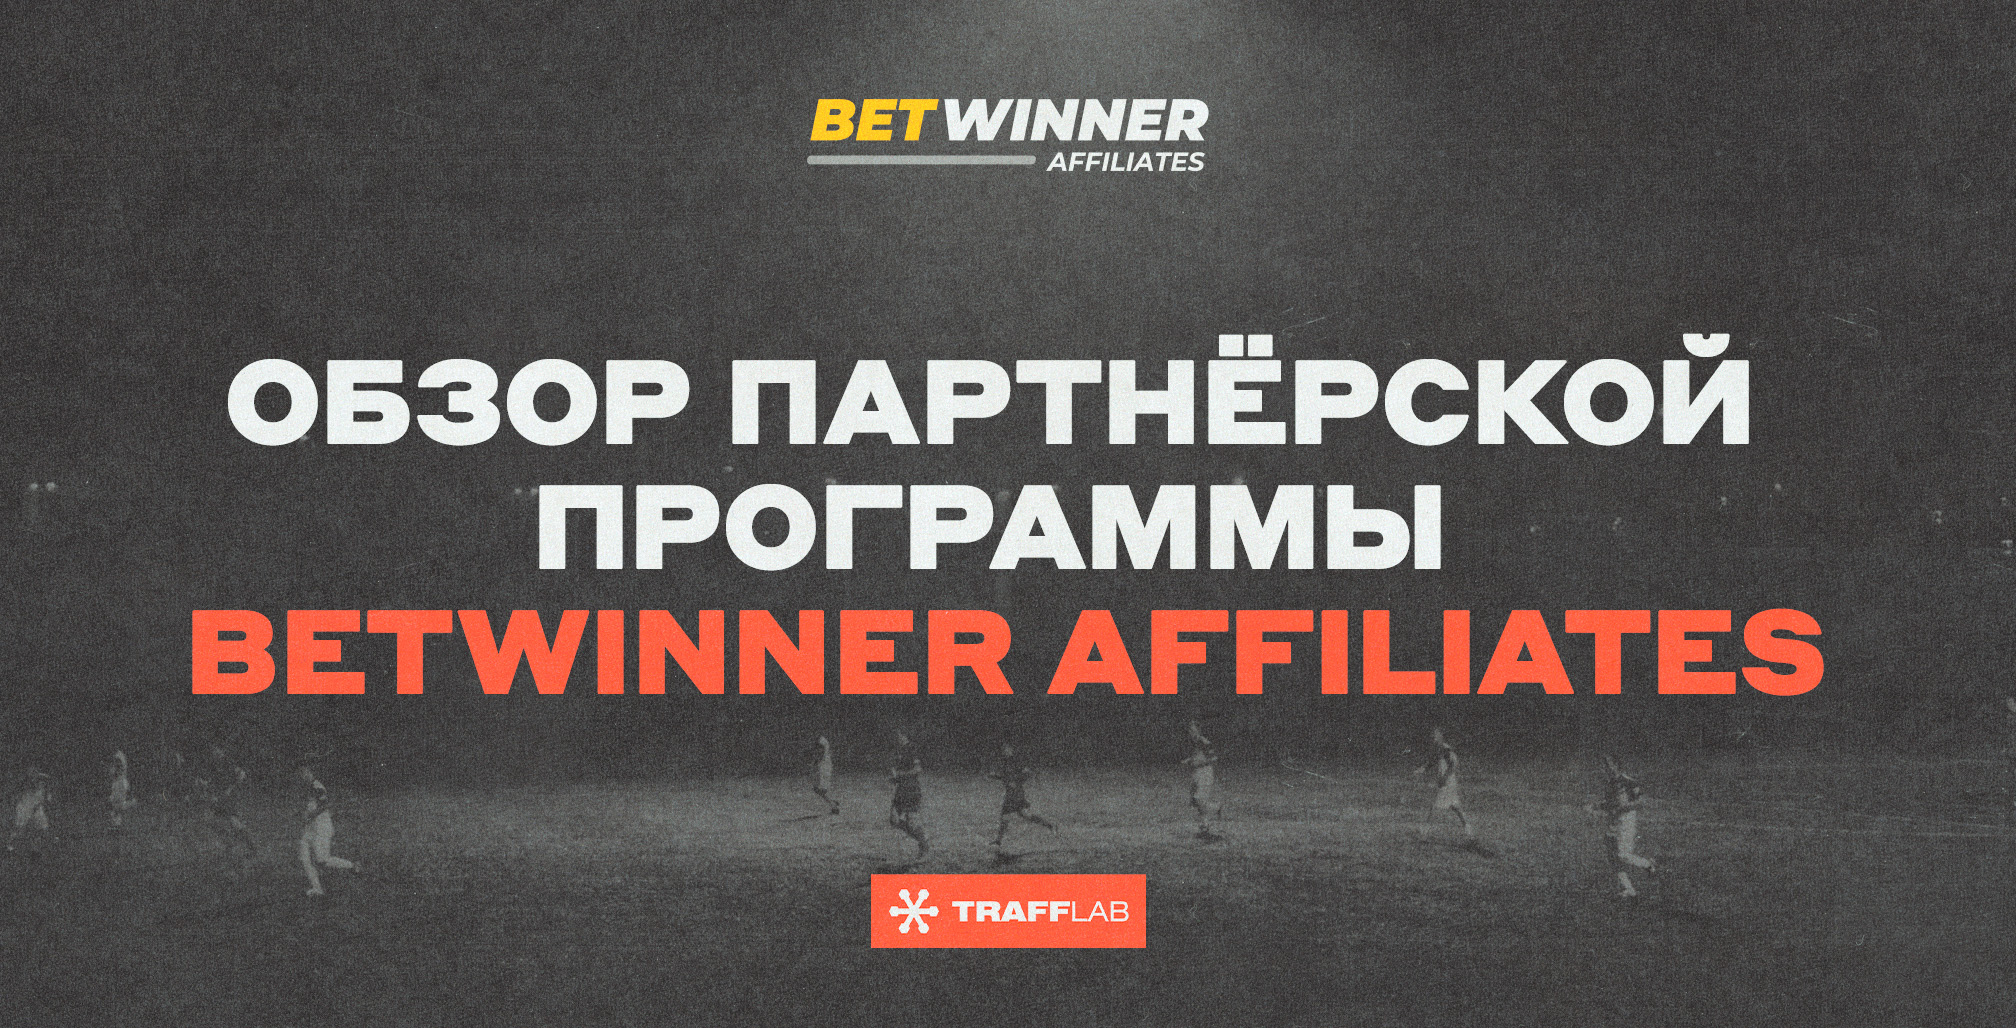 BETWINNER
AFFILIATES
ОБЗОР ПАРТНЁРСКОЙ
ПРОГРАММЫ
BETWINNER AFFILIATES
TRAFFLAB